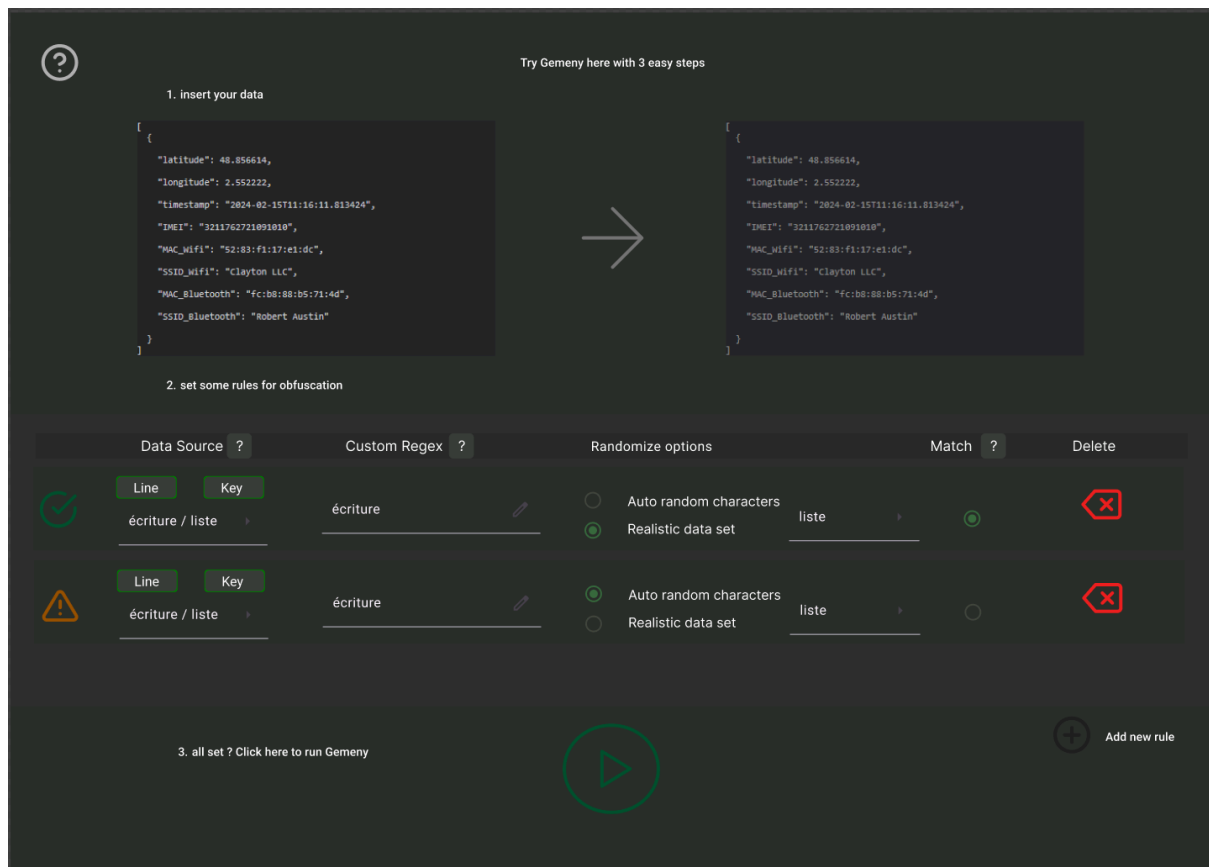 Try Gemeny here with 3 easy steps
1. insert your data
[
{
"latitude": 48.856614,
"longitude": 2.552222,
"timestamp": "2024-02-15T11:16:11.813424",
"IMEI": "3211762721091010",
"MAC_Wifi": "52:83:f1:17:e1:dc",
"SSID_Wifi": "Clayton LLC",
"MAC_Bluetooth": "fc:b8:88:b5:71:4d",
"SSID_Bluetooth": "Robert Austin"
}
]
[
{
"latitude": 48.856614,
"longitude": 2.552222,
"timestamp": "2024-02-15T11:16:11.813424",
"IMEI": "3211762721091010",
"MAC_Wifi": "52:83:f1:17:e1:dc",
"SSID_Wifi": "Clayton LLC",
"MAC_Bluetooth": "fc:b8:88:b5:71:4d",
"SSID_Bluetooth": "Robert Austin"
}
]
2. set some rules for obfuscation
Data Source ? Custom Regex ? Randomize options Match ? Delete
Line Key
écriture / liste
écriture
Auto random characters
Realistic data set
liste
Line Key
écriture / liste
écriture
Auto random characters
Realistic data set
liste
3. all set ? Click here to run Gemeny
Add new rule